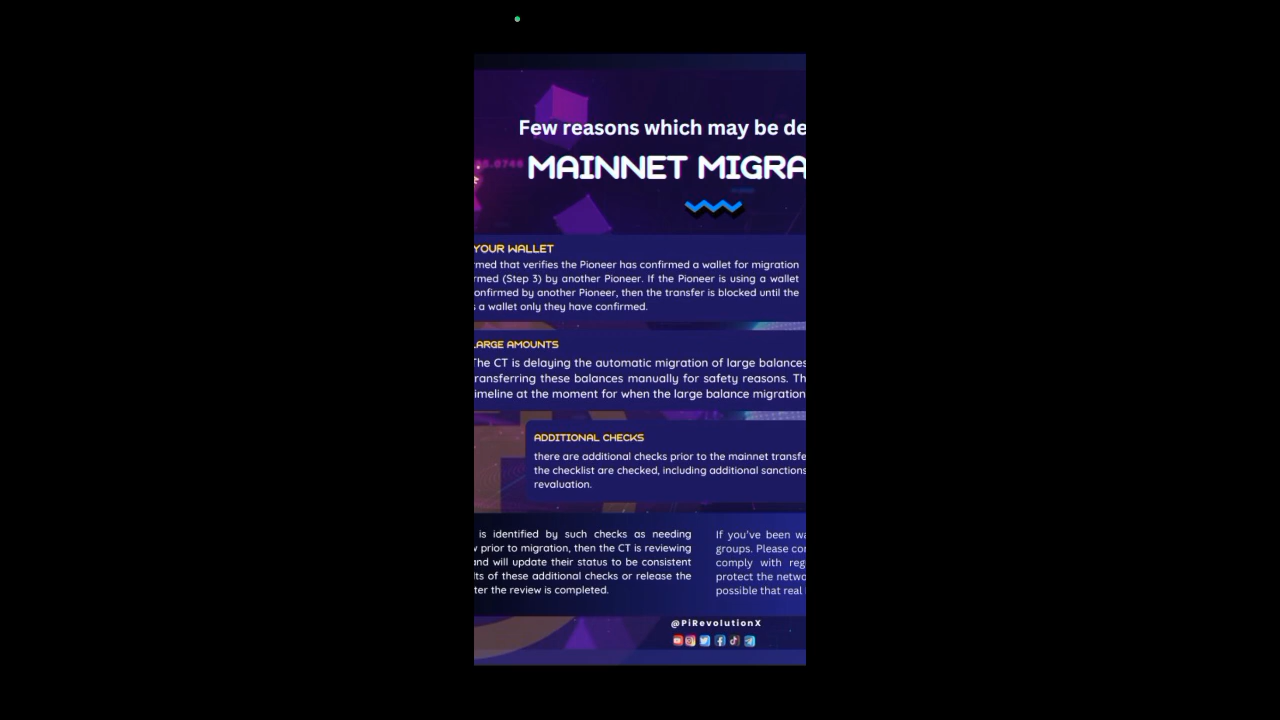 Few reasons which may be de
MAINNET MIGRA
YOUR WALLET
rmed that verifies the Pioneer has confirmed a wallet for migration
rmed (Step 3) by another Pioneer. If the Pioneer is using a wallet
onfirmed by another Pioneer, then the transfer is blocked until the
s a wallet only they have confirmed.
LARGE AMOUNTS
The CT is delaying the automatic migration of large balances
ransferring these balances manually for safety reasons. Th
imeline at the moment for when the large balance migration
ADDITIONAL CHECKS
there are additional checks prior to the mainnet transfe
the checklist are checked, including additional sanctions
revaluation.
is identified by such checks as needing
w prior to migration, then the CT is reviewing
and will update their status to be consistent
lts of these additional checks or release the
ter the review is completed.
If you've been wa
groups. Please con
comply with reg
protect the netwo
possible that real
@PiRevolutionX